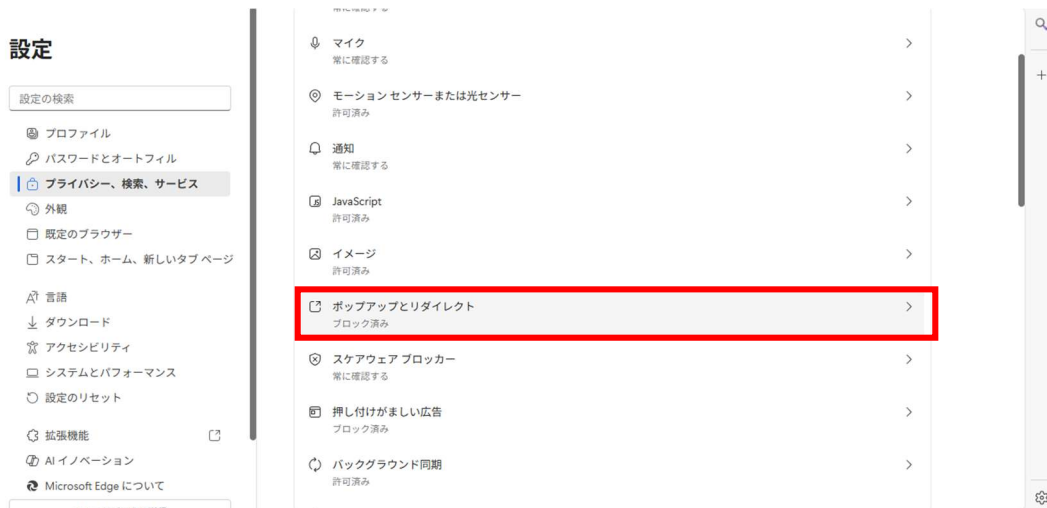 設定
設定の検索
プロファイル
パスワードとオートフィル
プライバシー、検索、サービス
外観
既定のブラウザー
スタート、ホーム、新しいタブ ページ
言語
ダウンロード
アクセシビリティ
システムとパフォーマンス
設定のリセット
拡張機能
AI イノベーション
Microsoft Edge について
マイク
常に確認する
モーション センサーまたは光センサー
許可済み
通知
常に確認する
JavaScript
許可済み
イメージ
許可済み
ポップアップとリダイレクト
ブロック済み
スケアウェア ブロッカー
常に確認する
押し付けがましい広告
ブロック済み
バックグラウンド同期
許可済み